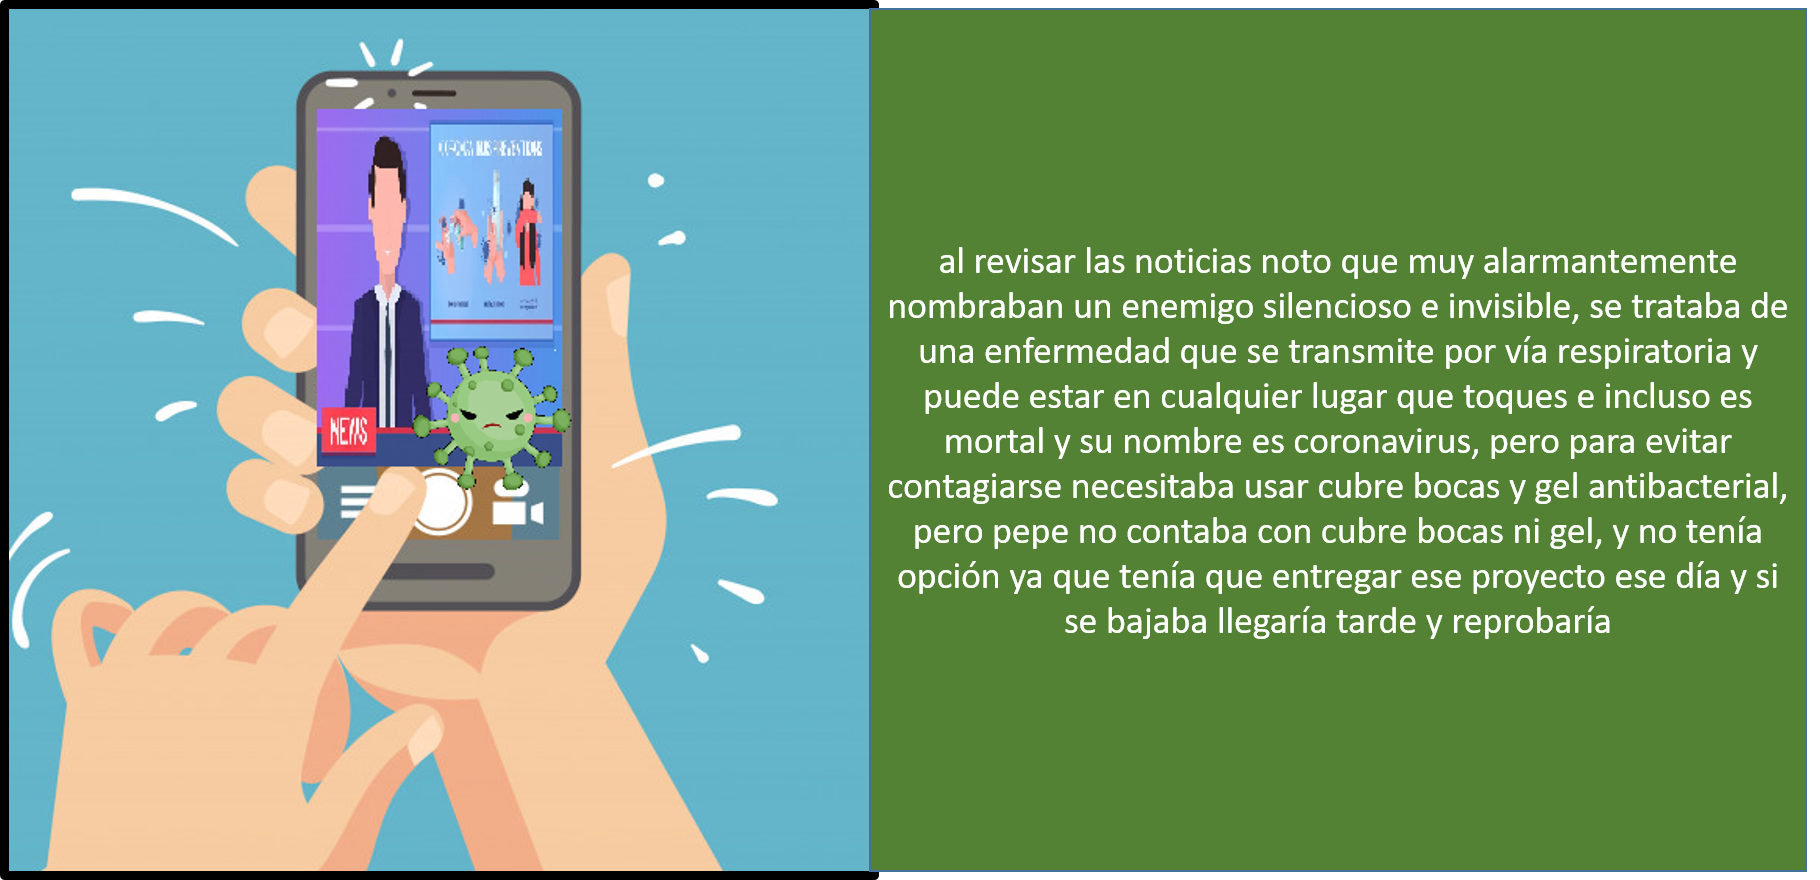 NEWS
al revisar las noticias noto que muy alarmantemente
nombraban un enemigo silencioso e invisible, se trataba de
una enfermedad que se transmite por vía respiratoria y
puede estar en cualquier lugar que toques e incluso es
mortal y su nombre es coronavirus, pero para evitar
contagiarse necesitaba usar cubre bocas y gel antibacterial,
pero pepe no contaba con cubre bocas ni gel, y no tenía
opción ya que tenía que entregar ese proyecto ese día y si
se bajaba llegaría tarde y reprobaría